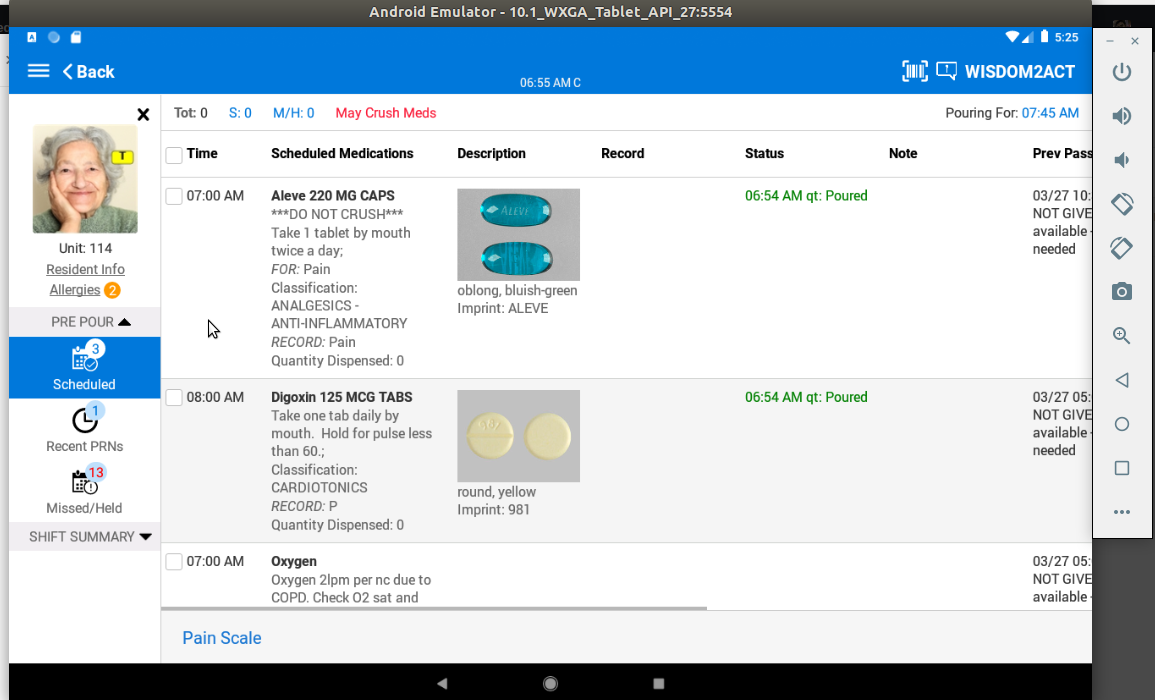 Android Emulator - 10.1_WXGA_Tablet_API_27:5554
A
5:25
Back
06:55 AM C
WISDOM2ACT
Tot: 0 S: 0 M/H: 0 May Crush Meds
Pouring For: 07:45 AM
T
Unit: 114
Resident Info
Allergies 2
PRE POUR
3
Scheduled
1
Recent PRNs
13
Missed/Held
SHIFT SUMMARY
Time Scheduled Medications Description Record Status Note Prev Pass
07:00 AM
Aleve 220 MG CAPS
***DO NOT CRUSH***
Take 1 tablet by mouth
twice a day;
FOR: Pain
Classification:
ANALGESICS -
ANTI-INFLAMMATORY
RECORD: Pain
Quantity Dispensed: 0
ALEVE
oblong, bluish-green
Imprint: ALEVE
06:54 AM qt: Poured
03/27 10:
NOT GIVE
available -
needed
08:00 AM
Digoxin 125 MCG TABS
Take one tab daily by
mouth. Hold for pulse less
than 60.;
Classification:
CARDIOTONICS
RECORD: P
Quantity Dispensed: 0
round, yellow
Imprint: 981
06:54 AM qt: Poured
03/27 05:
NOT GIVE
available -
needed
07:00 AM
Oxygen
Oxygen 2lpm per nc due to
COPD. Check O2 sat and
03/27 05:
NOT GIVE
available -
Pain Scale